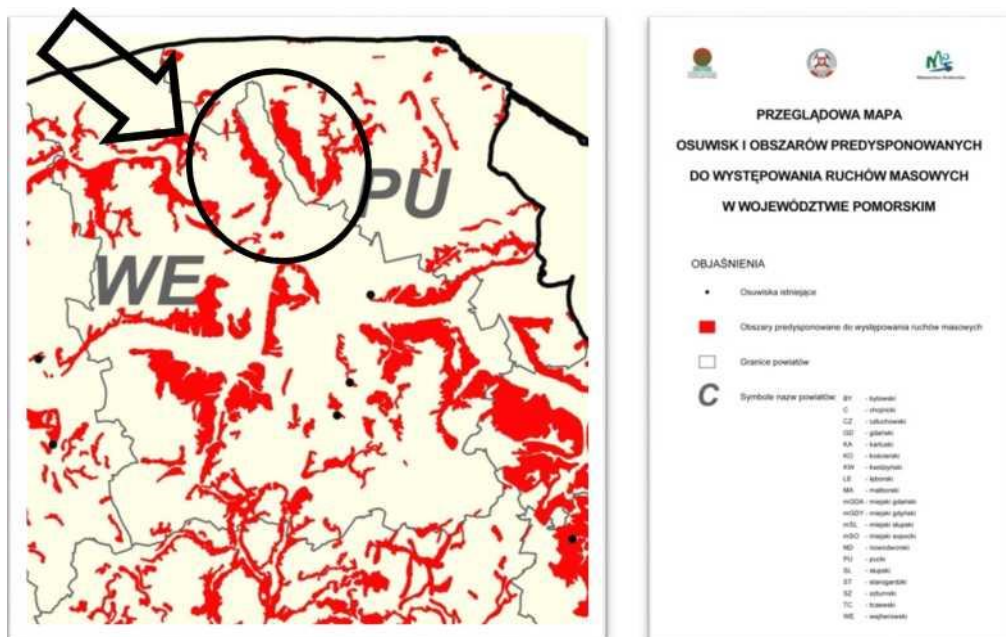 WE
PU
PRZEGLĄDOWA MAPA
OSUWISK I OBSZARÓW PREDYSPONOWANYCH
DO WYSTĘPOWANIA RUCHÓW MASOWYCH
W WOJEWÓDZTWIE POMORSKIM
OBJAŚNIENIA
Osuwiska istniejące
Obszary predysponowane do występowania ruchów masowych
Granice powiatów
C Symbole nazw powiatów:
BY - bytowski
C - chojnicki
CZ - człuchowski
GD - gdański
KA - kartuski
KO - kościerski
KW - kwidzyński
LE - lęborski
MA - malborski
mGDA - miejski gdański
mGDY - miejski gdyński
mSL - miejski słupski
mSO - miejski sopocki
ND - nowodworski
PU - pucki
SL - słupski
ST - starogardzki
SZ - sztumski
TC - tczewski
WE - wejherowski